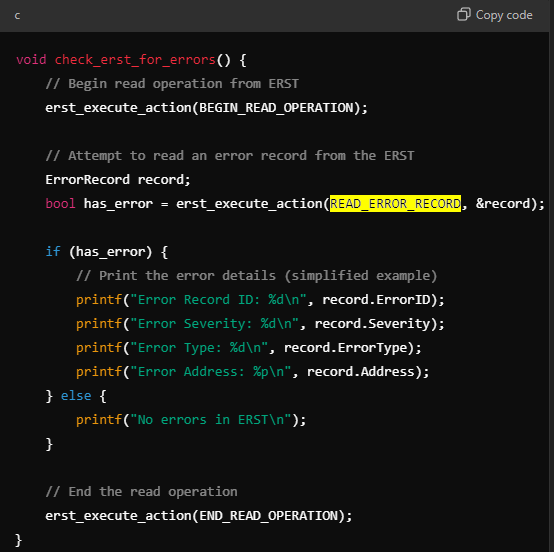 c
Copy code
void check_erst_for_errors() {
    // Begin read operation from ERST
    erst_execute_action(BEGIN_READ_OPERATION);

    // Attempt to read an error record from the ERST
    ErrorRecord record;
    bool has_error = erst_execute_action(READ_ERROR_RECORD, &record);

    if (has_error) {
        // Print the error details (simplified example)
        printf("Error Record ID: %d\n", record.ErrorID);
        printf("Error Severity: %d\n", record.Severity);
        printf("Error Type: %d\n", record.ErrorType);
        printf("Error Address: %p\n", record.Address);
    } else {
        printf("No errors in ERST\n");
    }

    // End the read operation
    erst_execute_action(END_READ_OPERATION);
}